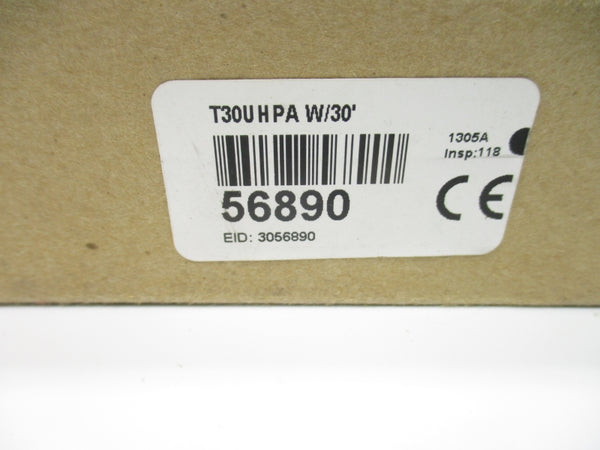 T30UHPA W/30'
1305A
Insp:118
56890
CE
EID: 3056890